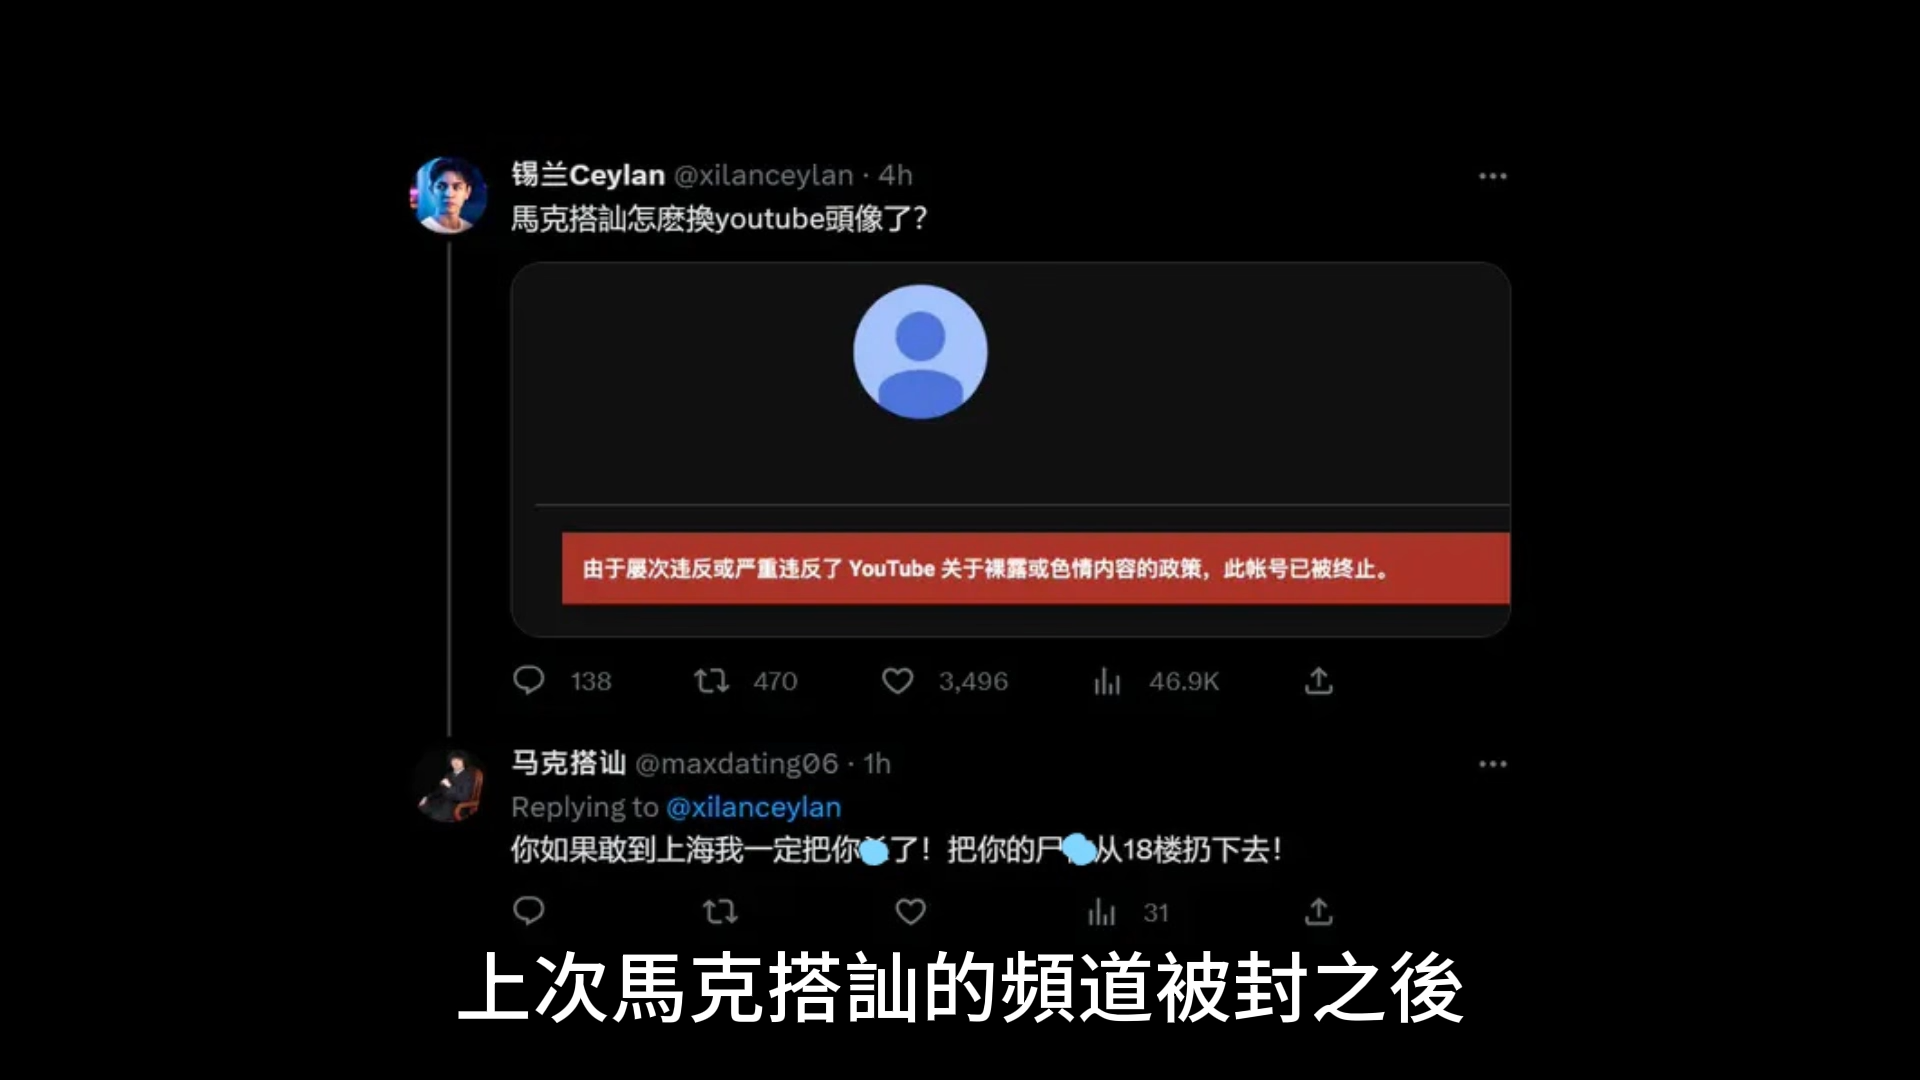 锡兰Ceylan @xilanceylan · 4h
馬克搭訕怎麽換youtube頭像了？
由于屡次违反或严重违反了 YouTube 关于裸露或色情内容的政策，此帐号已被终止。
138 470 3,496 46.9K
马克搭讪 @maxdating06 · 1h
Replying to @xilanceylan
你如果敢到上海我一定把你了！把你的尸从18楼扔下去！
31
上次馬克搭訕的頻道被封之後